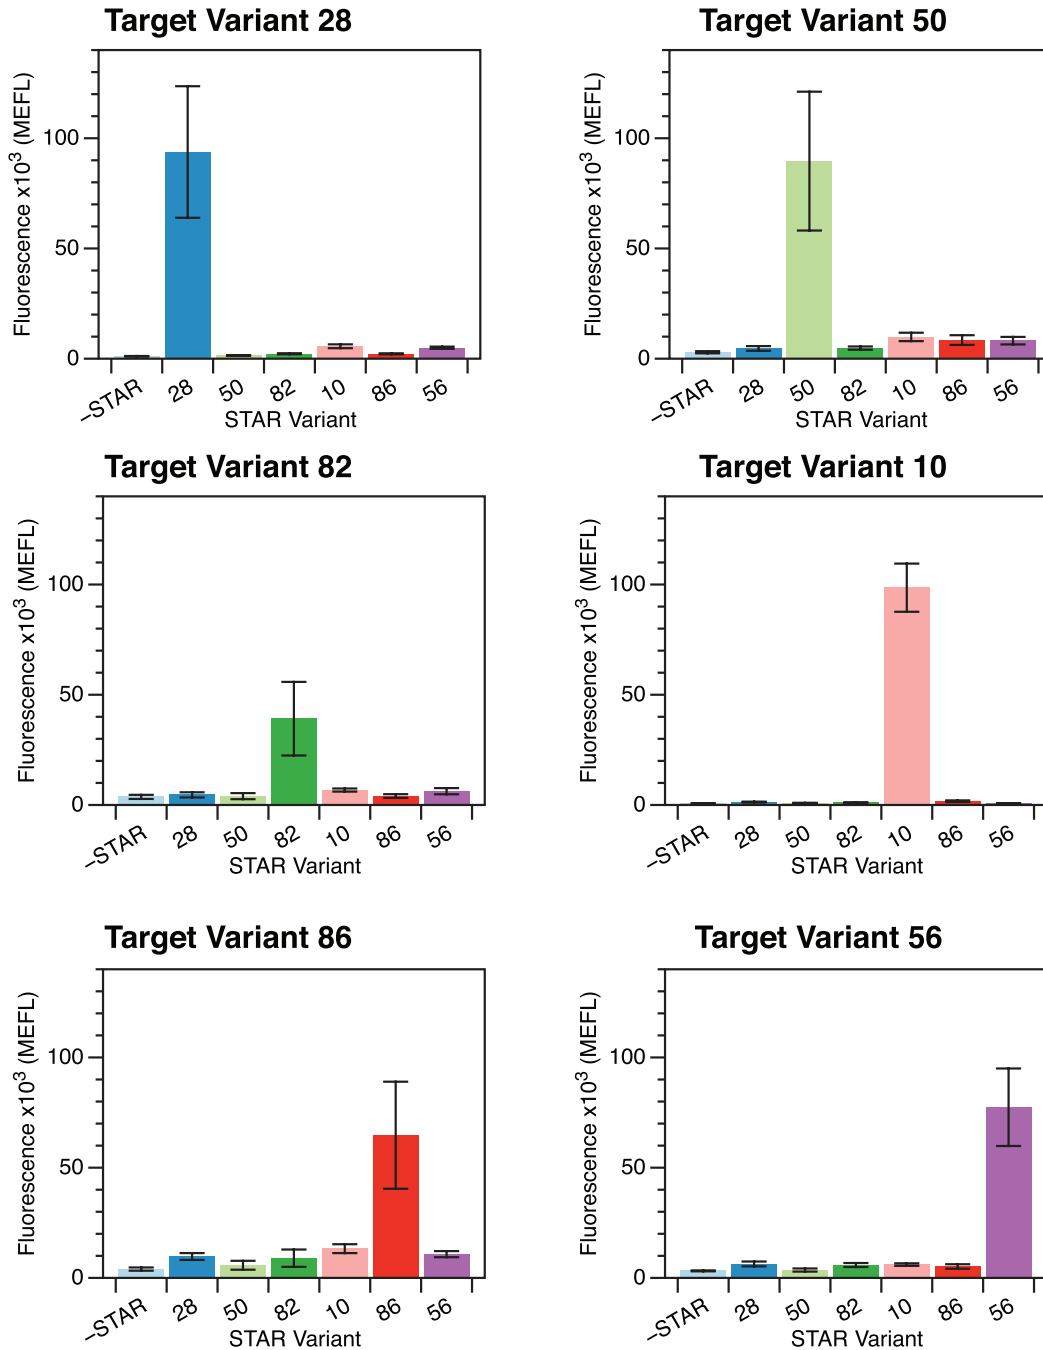 Target Variant 28
Fluorescence x10³ (MEFL)
100
50
0
–STAR 28 50 82 10 86 56
STAR Variant
Target Variant 50
Fluorescence x10³ (MEFL)
100
50
0
–STAR 28 50 82 10 86 56
STAR Variant
Target Variant 82
Fluorescence x10³ (MEFL)
100
50
0
–STAR 28 50 82 10 86 56
STAR Variant
Target Variant 10
Fluorescence x10³ (MEFL)
100
50
0
–STAR 28 50 82 10 86 56
STAR Variant
Target Variant 86
Fluorescence x10³ (MEFL)
100
50
0
–STAR 28 50 82 10 86 56
STAR Variant
Target Variant 56
Fluorescence x10³ (MEFL)
100
50
0
–STAR 28 50 82 10 86 56
STAR Variant